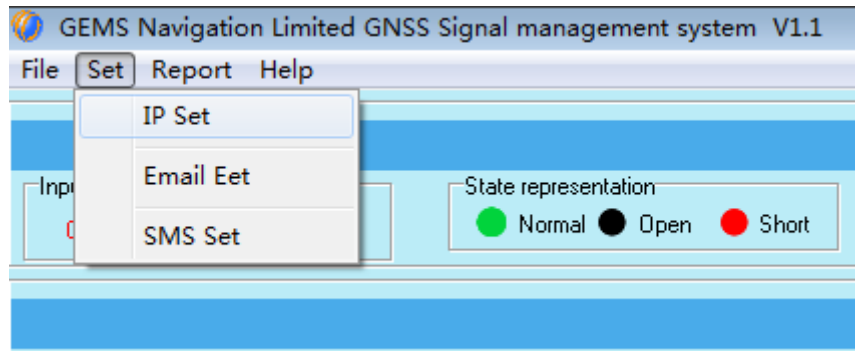 GEMS Navigation Limited GNSS Signal management system V1.1
File Set Report Help
IP Set
Email Eet
SMS Set
State representation
Normal Open Short